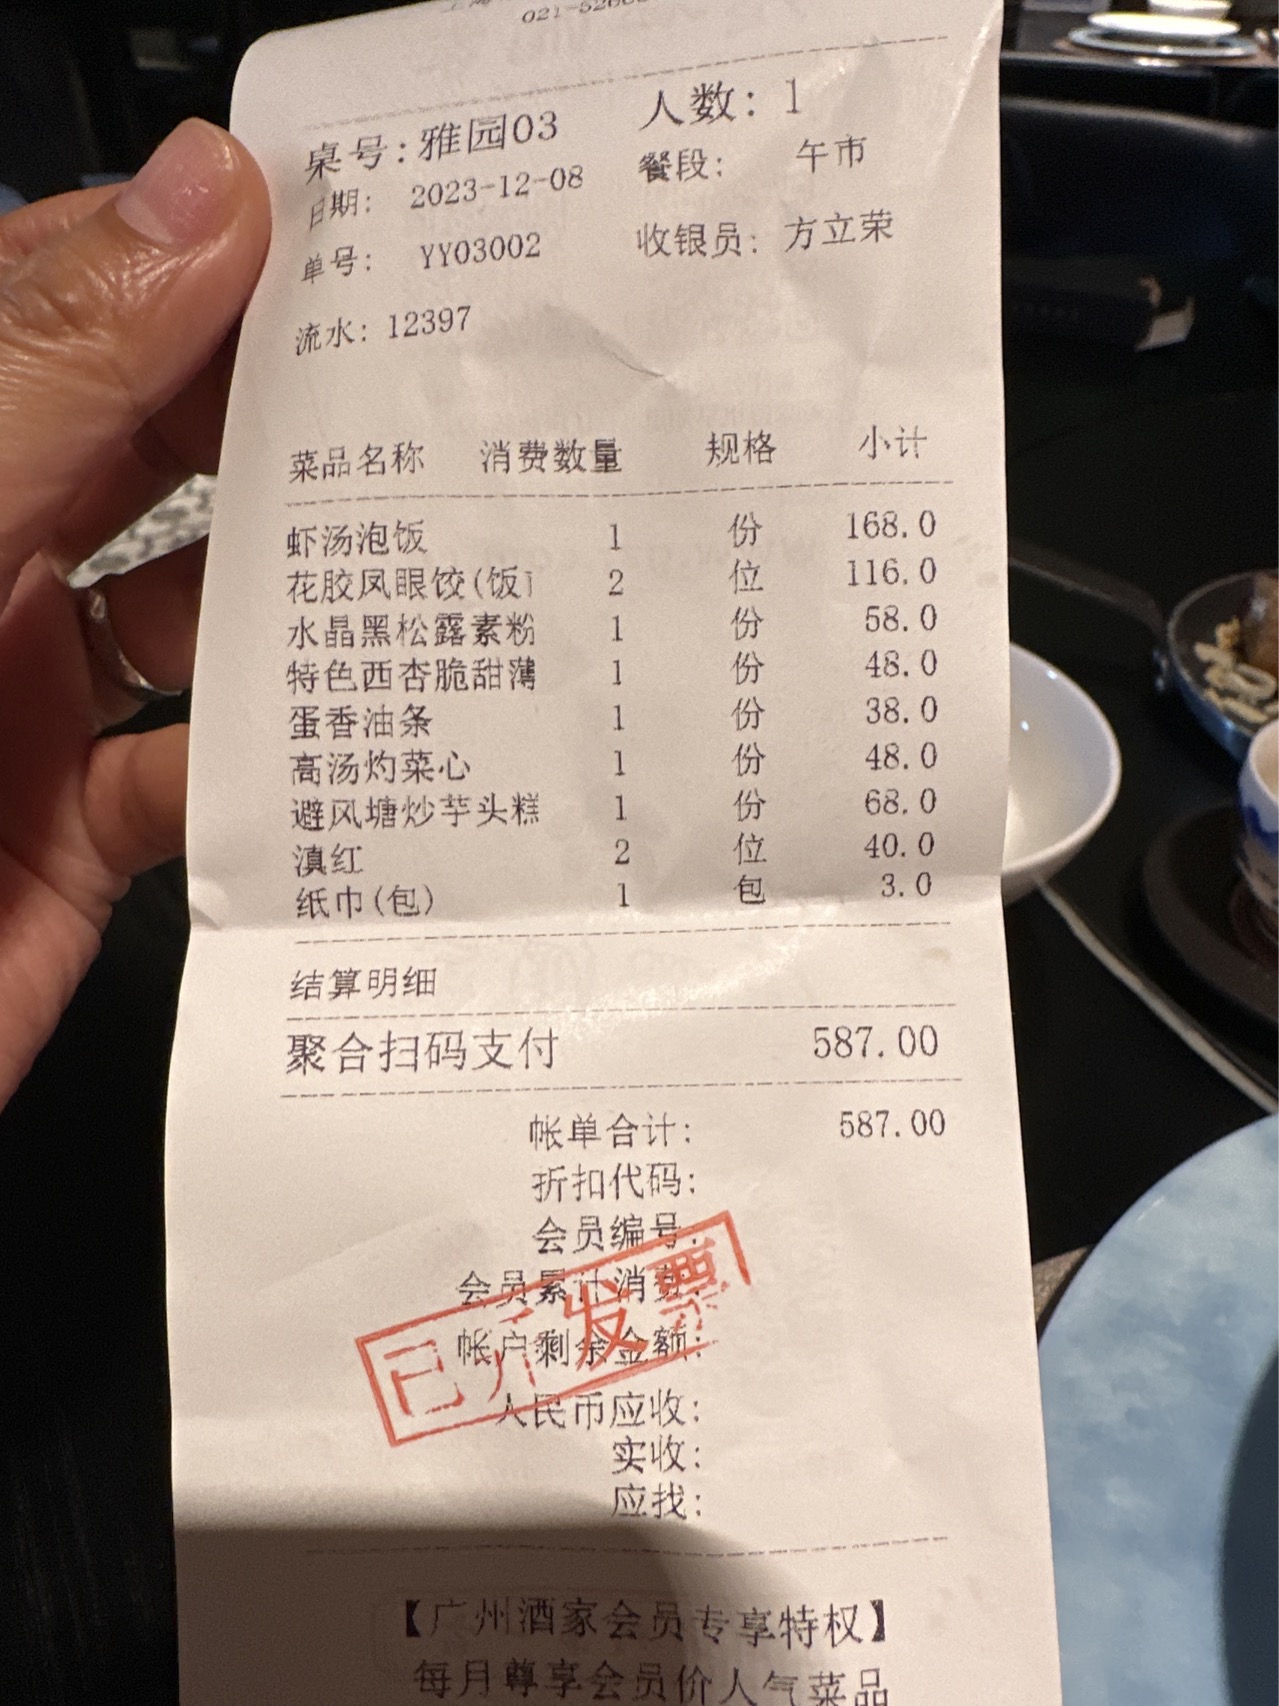 021-52
桌号:雅园03 人数: 1
日期: 2023-12-08 餐段: 午市
单号: YY03002 收银员: 方立荣
流水: 12397
菜品名称 消费数量 规格 小计
虾汤泡饭 1 份 168.0
花胶凤眼饺(饭) 2 位 116.0
水晶黑松露素粉 1 份 58.0
特色西杏脆甜薄 1 份 48.0
蛋香油条 1 份 38.0
高汤灼菜心 1 份 48.0
避风塘炒芋头糕 1 份 68.0
滇红 2 位 40.0
纸巾(包) 1 包 3.0
结算明细
聚合扫码支付 587.00
帐单合计: 587.00
折扣代码:
会员编号:
会员累计消费:
帐户剩余金额:
已开发票
人民币应收:
实收:
应找:
【广州酒家会员专享特权】
每月尊享会员价人气菜品